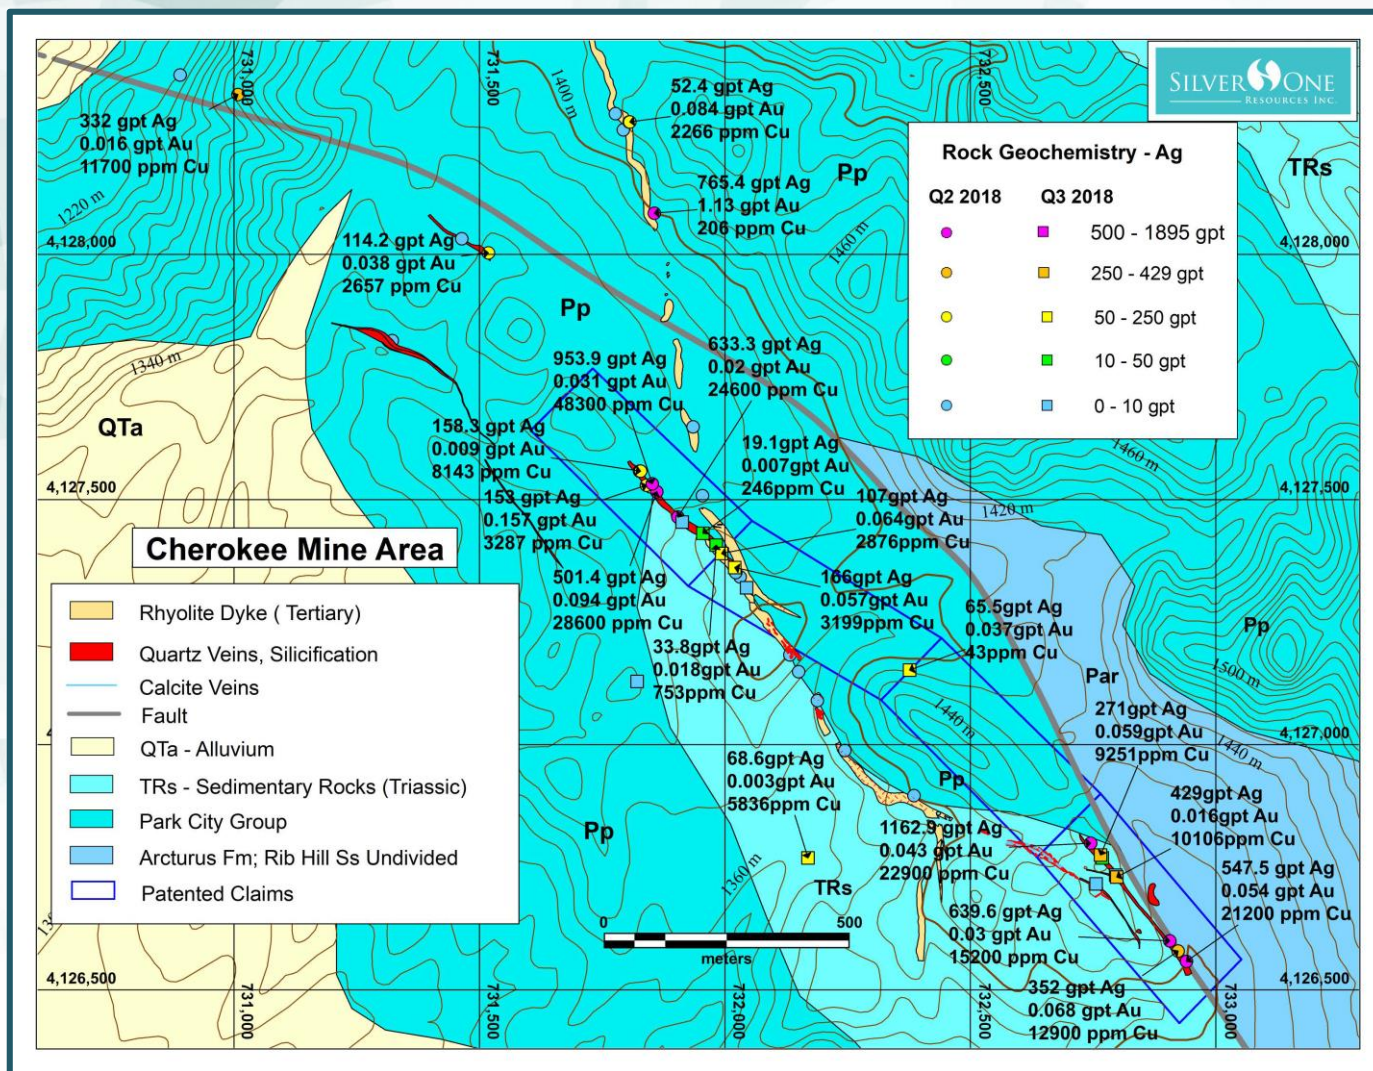 SILVER ONE
RESOURCES INC.
Rock Geochemistry - Ag
Q2 2018 Q3 2018
500 - 1895 gpt
250 - 429 gpt
50 - 250 gpt
10 - 50 gpt
0 - 10 gpt
731,000
731,500
732,500
1400 m
52.4 gpt Ag
0.084 gpt Au
2266 ppm Cu
332 gpt Ag
0.016 gpt Au
11700 ppm Cu
Pp
TRs
765.4 gpt Ag
1.13 gpt Au
206 ppm Cu
1220 m
1460 m
4,128,000
4,128,000
114.2 gpt Ag
0.038 gpt Au
2657 ppm Cu
Pp
1340 m
633.3 gpt Ag
0.02 gpt Au
24600 ppm Cu
953.9 gpt Ag
0.031 gpt Au
48300 ppm Cu
QTa
158.3 gpt Ag
0.009 gpt Au
8143 ppm Cu
19.1gpt Ag
0.007gpt Au
246ppm Cu
1460 m
4,127,500
4,127,500
153 gpt Ag
0.157 gpt Au
3287 ppm Cu
107gpt Ag
0.064gpt Au
2876ppm Cu
1420 m
Cherokee Mine Area
501.4 gpt Ag
0.094 gpt Au
28600 ppm Cu
166gpt Ag
0.057gpt Au
3199ppm Cu
65.5gpt Ag
0.037gpt Au
43ppm Cu
Pp
33.8gpt Ag
0.018gpt Au
753ppm Cu
1500 m
Par
Rhyolite Dyke ( Tertiary)
Quartz Veins, Silicification
Calcite Veins
Fault
QTa - Alluvium
TRs - Sedimentary Rocks (Triassic)
Park City Group
Arcturus Fm; Rib Hill Ss Undivided
Patented Claims
271gpt Ag
0.059gpt Au
9251ppm Cu
1440 m
1440 m
4,127,000
68.6gpt Ag
0.003gpt Au
5836ppm Cu
Pp
429gpt Ag
0.016gpt Au
10106ppm Cu
Pp
1162.9 gpt Ag
0.043 gpt Au
22900 ppm Cu
547.5 gpt Ag
0.054 gpt Au
21200 ppm Cu
1360 m
TRs
639.6 gpt Ag
0.03 gpt Au
15200 ppm Cu
0 500
meters
4,126,500
4,126,500
352 gpt Ag
0.068 gpt Au
12900 ppm Cu
731,000
731,500
732,000
732,500
733,000